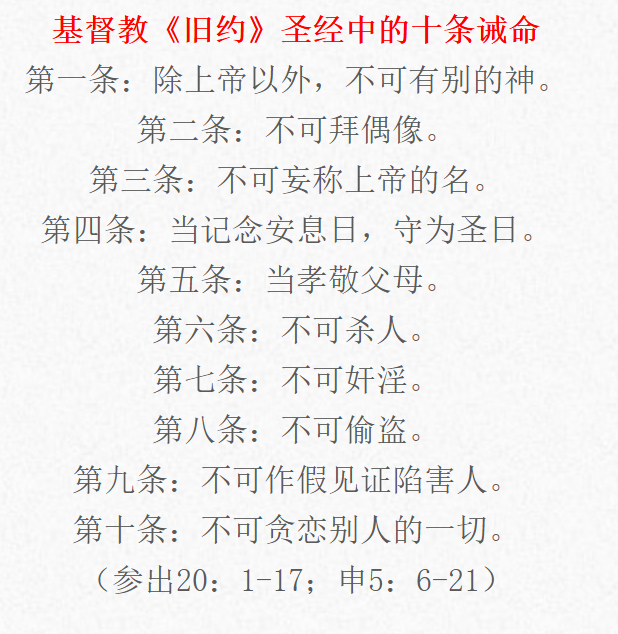 基督教《旧约》圣经中的十条诫命
第一条：除上帝以外，不可有别的神。
第二条：不可拜偶像。
第三条：不可妄称上帝的名。
第四条：当记念安息日，守为圣日。
第五条：当孝敬父母。
第六条：不可杀人。
第七条：不可奸淫。
第八条：不可偷盗。
第九条：不可作假见证陷害人。
第十条：不可贪恋别人的一切。
（参出20：1-17；申5：6-21）